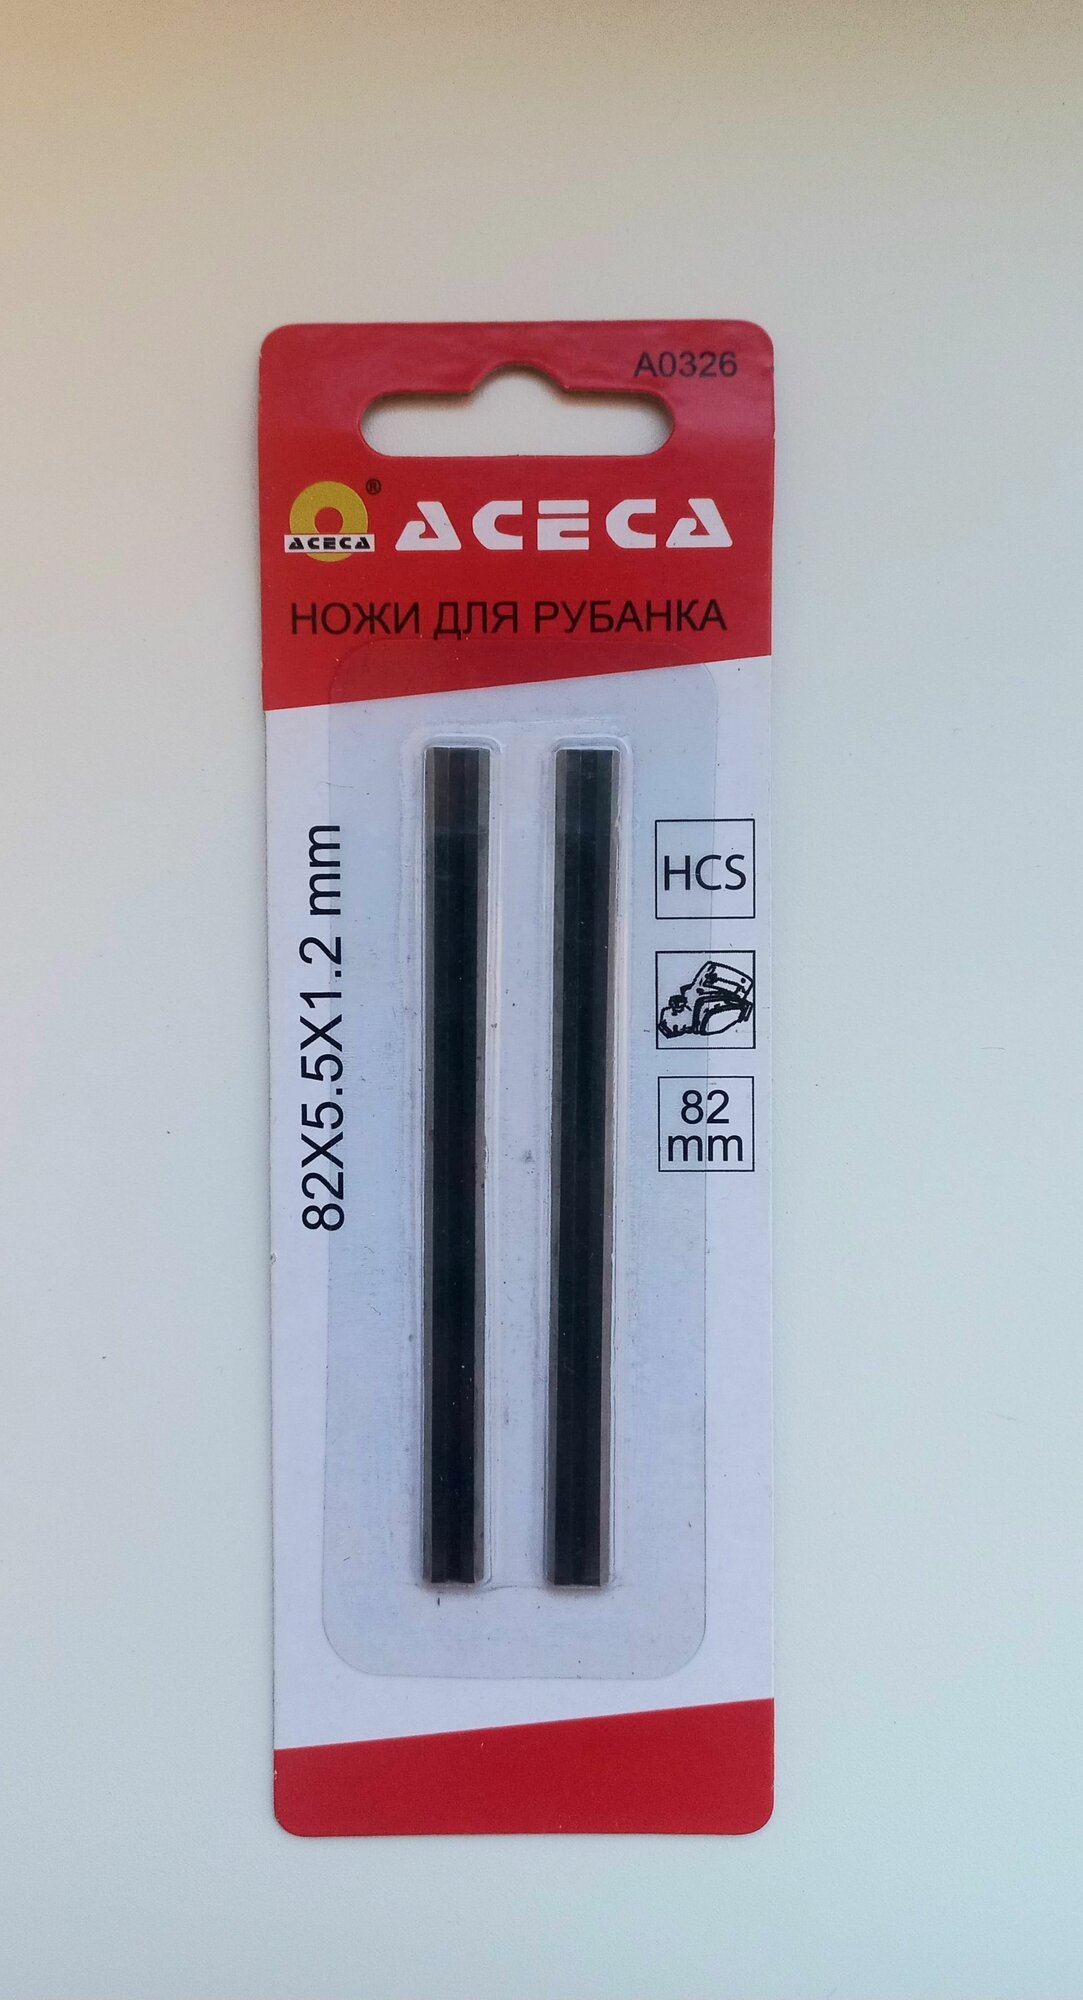 A0326
ACECA ®
ACECA
НОЖИ ДЛЯ РУБАНКА
82X5.5X1.2 mm
HCS
82
mm